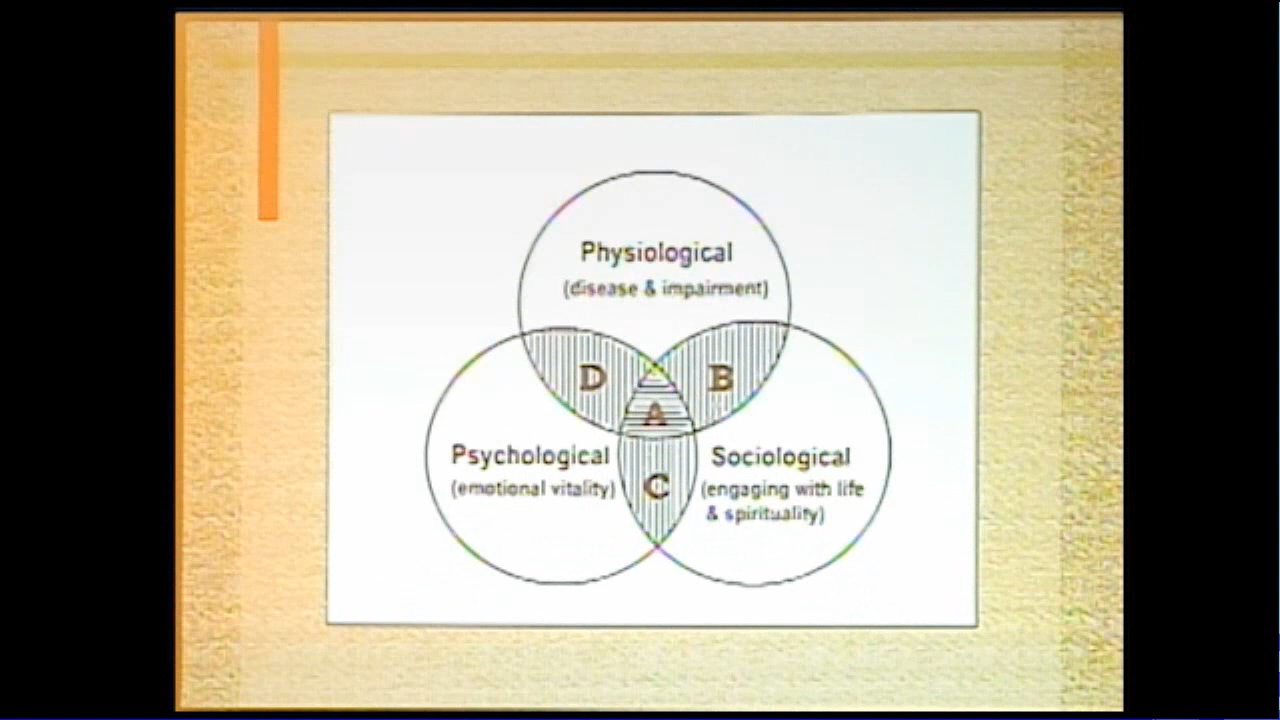 Physiological
(disease & impairment)
D
B
A
Psychological
(emotional vitality)
C
Sociological
(engaging with life
& spirituality)